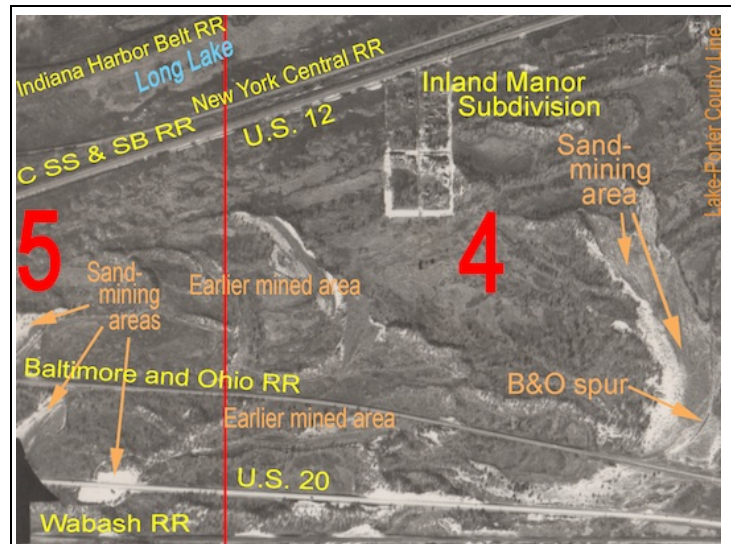 Indiana Harbor Belt RR
Long Lake
New York Central RR
C SS & SB RR
U.S. 12
Inland Manor
Subdivision
Sand-
mining
area
Lake-Porter County Line
5
4
Sand-
mining
areas
Earlier mined area
Baltimore and Ohio RR
B&O spur
Earlier mined area
U.S. 20
Wabash RR